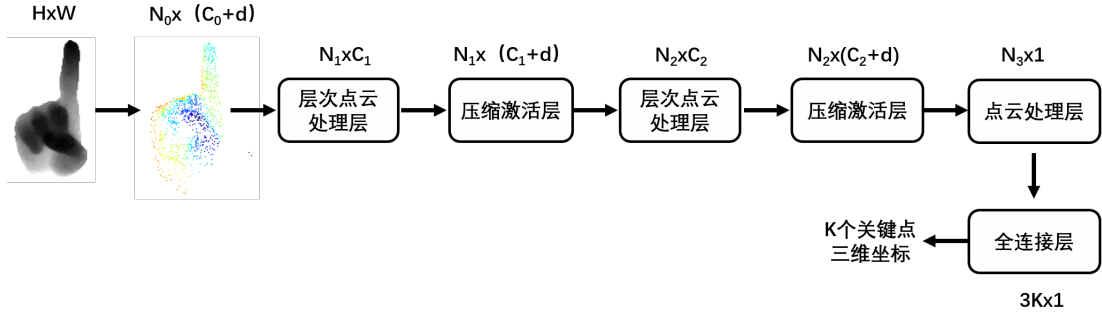 HxW
N₀x（C₀+d）
N₁xC₁
层次点云
处理层
N₁x（C₁+d）
压缩激活层
N₂xC₂
层次点云
处理层
N₂x(C₂+d)
压缩激活层
N₃x1
点云处理层
K个关键点
三维坐标
全连接层
3Kx1